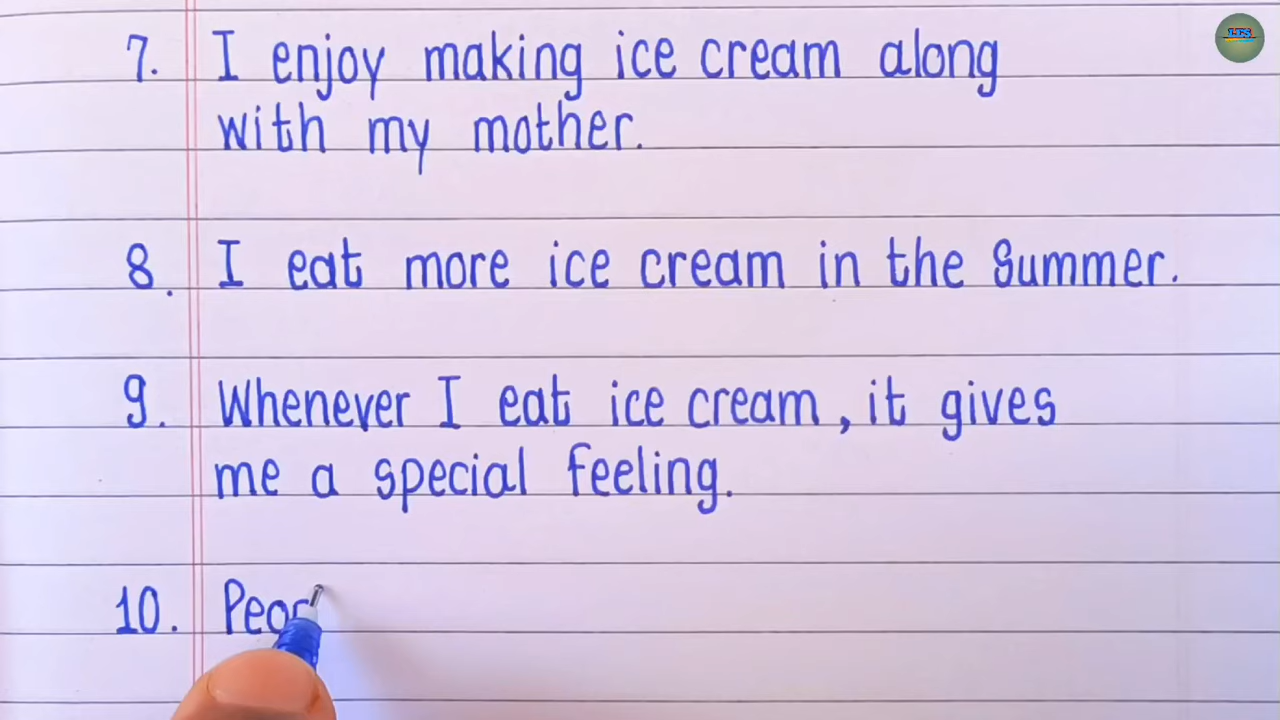 7. I enjoy making ice cream along
with my mother.
8. I eat more ice cream in the Summer.
9. Whenever I eat ice cream, it gives
me a special feeling.
10.